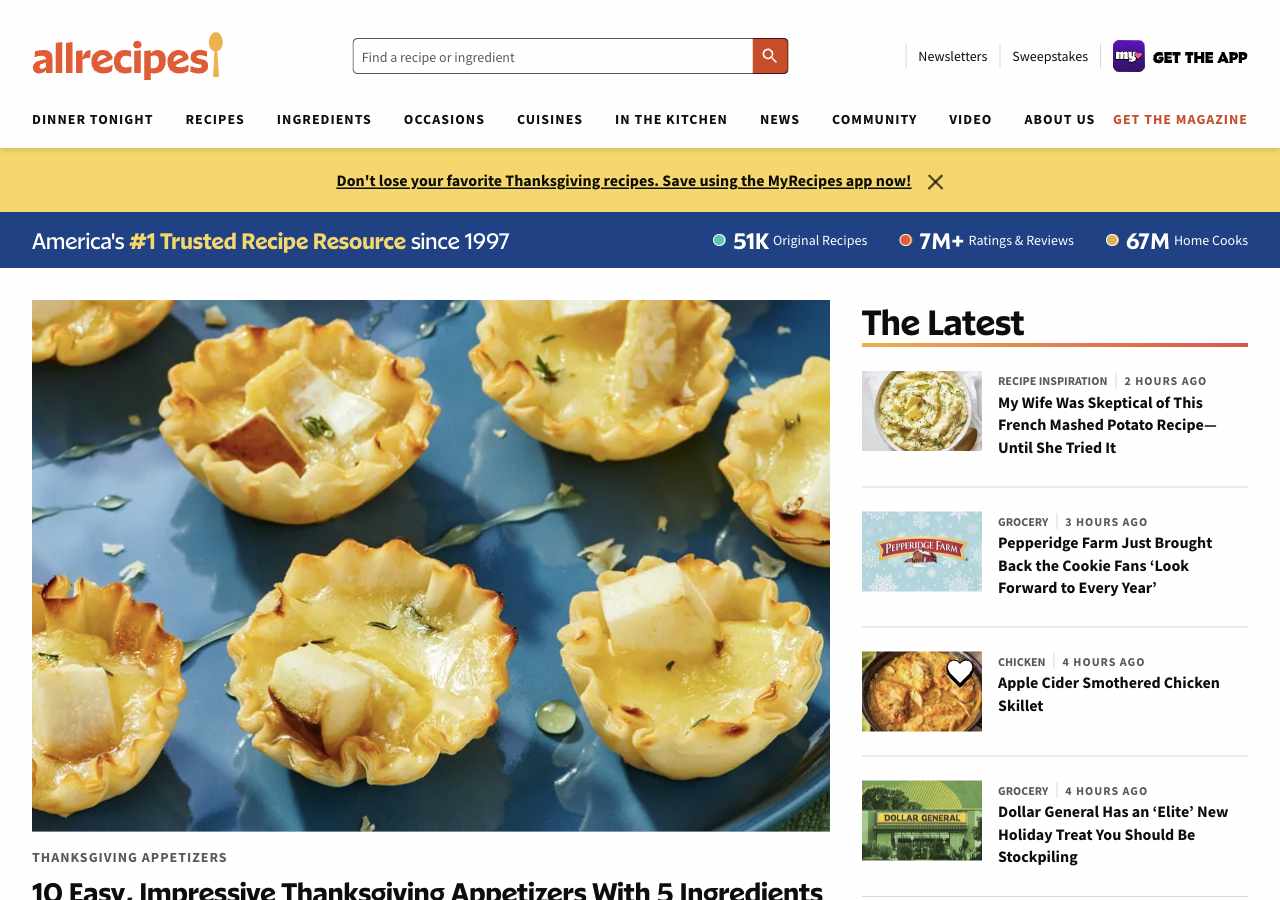 allrecipes
Find a recipe or ingredient
Newsletters
Sweepstakes
my
GET THE APP
DINNER TONIGHT
RECIPES
INGREDIENTS
OCCASIONS
CUISINES
IN THE KITCHEN
NEWS
COMMUNITY
VIDEO
ABOUT US
GET THE MAGAZINE
Don't lose your favorite Thanksgiving recipes. Save using the MyRecipes app now!
America's #1 Trusted Recipe Resource since 1997
51K Original Recipes
7M+ Ratings & Reviews
67M Home Cooks
THANKSGIVING APPETIZERS
10 Easy, Impressive Thanksgiving Appetizers With 5 Ingredients
The Latest
RECIPE INSPIRATION
2 HOURS AGO
My Wife Was Skeptical of This
French Mashed Potato Recipe—
Until She Tried It
PEPPERIDGE FARM
GROCERY
3 HOURS AGO
Pepperidge Farm Just Brought
Back the Cookie Fans ‘Look
Forward to Every Year’
CHICKEN
4 HOURS AGO
Apple Cider Smothered Chicken
Skillet
DOLLAR GENERAL
GROCERY
4 HOURS AGO
Dollar General Has an ‘Elite’ New
Holiday Treat You Should Be
Stockpiling